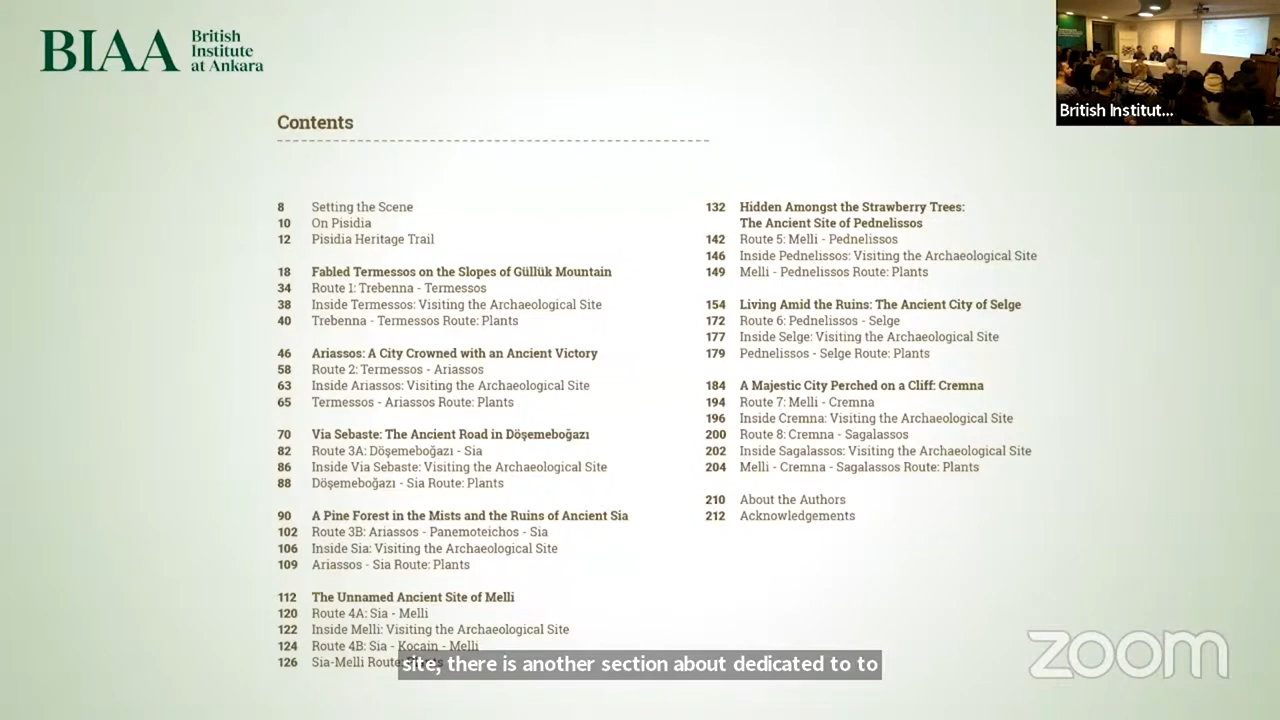 BIAA
British
Institute
at Ankara
British Institut...
Contents
8 Setting the Scene
10 On Pisidia
12 Pisidia Heritage Trail
18 Fabled Termessos on the Slopes of Güllük Mountain
34 Route 1: Trebenna - Termessos
38 Inside Termessos: Visiting the Archaeological Site
40 Trebenna - Termessos Route: Plants
46 Ariassos: A City Crowned with an Ancient Victory
58 Route 2: Termessos - Ariassos
63 Inside Ariassos: Visiting the Archaeological Site
65 Termessos - Ariassos Route: Plants
70 Via Sebaste: The Ancient Road in Döşemeboğazı
82 Route 3A: Döşemeboğazı - Sia
86 Inside Via Sebaste: Visiting the Archaeological Site
88 Döşemeboğazı - Sia Route: Plants
90 A Pine Forest in the Mists and the Ruins of Ancient Sia
102 Route 3B: Ariassos - Panemoteichos - Sia
106 Inside Sia: Visiting the Archaeological Site
109 Ariassos - Sia Route: Plants
112 The Unnamed Ancient Site of Melli
120 Route 4A: Sia - Melli
122 Inside Melli: Visiting the Archaeological Site
124 Route 4B: Sia - Kocain - Melli
126 Sia-Melli Route
132 Hidden Amongst the Strawberry Trees:
The Ancient Site of Pednelissos
142 Route 5: Melli - Pednelissos
146 Inside Pednelissos: Visiting the Archaeological Site
149 Melli - Pednelissos Route: Plants
154 Living Amid the Ruins: The Ancient City of Selge
172 Route 6: Pednelissos - Selge
177 Inside Selge: Visiting the Archaeological Site
179 Pednelissos - Selge Route: Plants
184 A Majestic City Perched on a Cliff: Cremna
194 Route 7: Melli - Cremna
196 Inside Cremna: Visiting the Archaeological Site
200 Route 8: Cremna - Sagalassos
202 Inside Sagalassos: Visiting the Archaeological Site
204 Melli - Cremna - Sagalassos Route: Plants
210 About the Authors
212 Acknowledgements
site, there is another section about dedicated to to
zoom